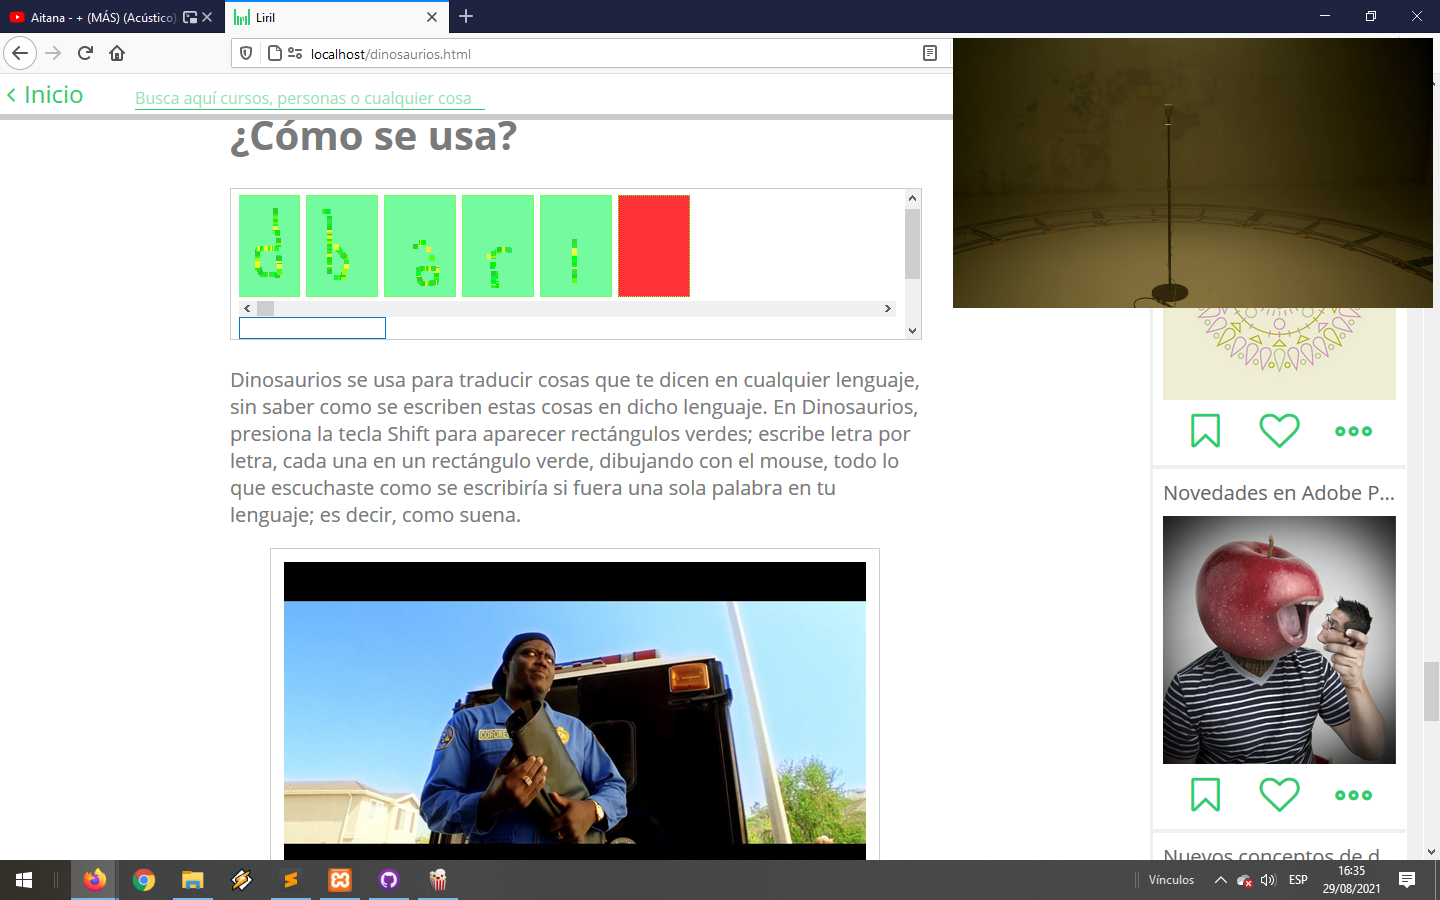 Aitana - + (MÁS) (Acústico)
Liril
localhost/dinosaurios.html
Inicio
Busca aquí cursos, personas o cualquier cosa
¿Cómo se usa?
d b a r ı
Dinosaurios se usa para traducir cosas que te dicen en cualquier lenguaje,
sin saber como se escriben estas cosas en dicho lenguaje. En Dinosaurios,
presiona la tecla Shift para aparecer rectángulos verdes; escribe letra por
letra, cada una en un rectángulo verde, dibujando con el mouse, todo lo
que escuchaste como se escribiría si fuera una sola palabra en tu
lenguaje; es decir, como suena.
Novedades en Adobe P...
Nuevos conceptos de d
Vínculos
ESP
16:35
29/08/2021